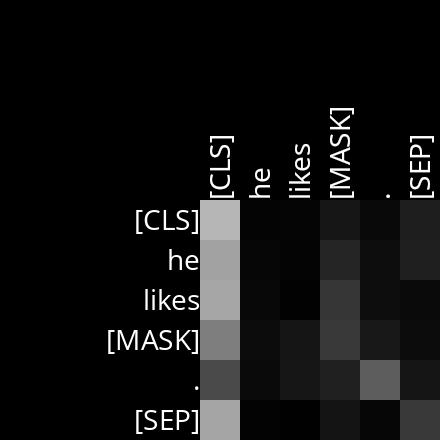 [CLS]
he
likes
[MASK]
.
[SEP]
[CLS]
he
likes
[MASK]
.
[SEP]